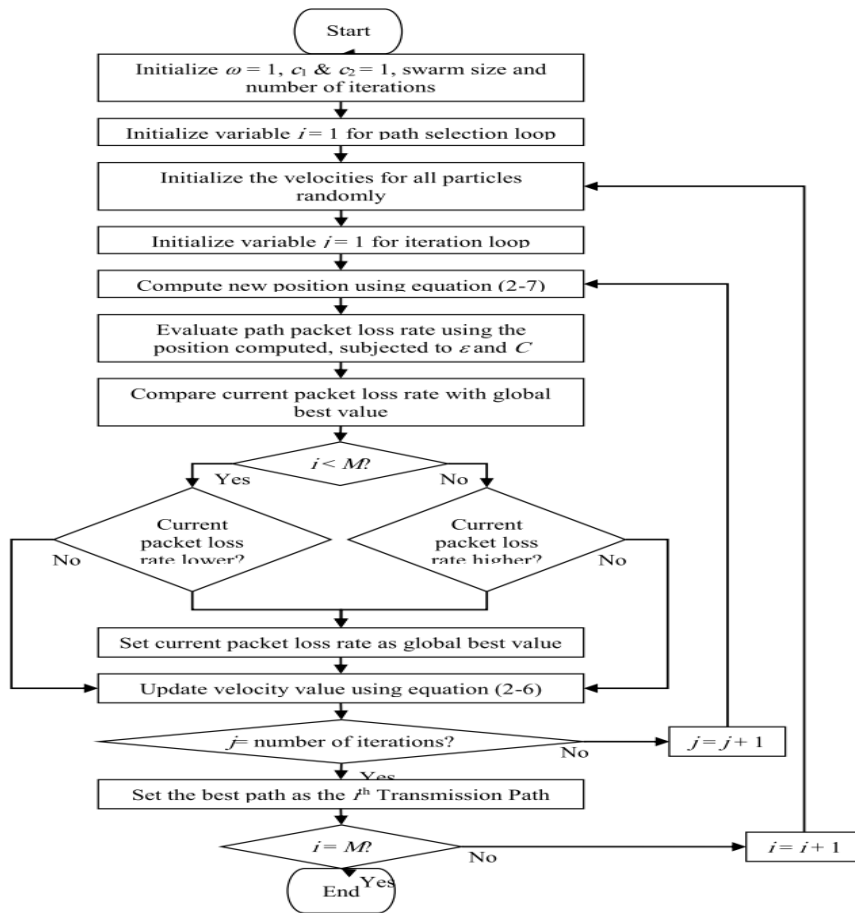 Start
Initialize ω = 1, c₁ & c₂ = 1, swarm size and
number of iterations
Initialize variable i = 1 for path selection loop
Initialize the velocities for all particles
randomly
Initialize variable j = 1 for iteration loop
Compute new position using equation (2-7)
Evaluate path packet loss rate using the
position computed, subjected to ε and C
Compare current packet loss rate with global
best value
i < M?
Yes
No
Current
packet loss
rate lower?
No
Current
packet loss
rate higher?
No
Set current packet loss rate as global best value
Update velocity value using equation (2-6)
j= number of iterations?
No
j = j + 1
Yes
Set the best path as the iᵗʰ Transmission Path
i = M?
No
i = i + 1
Yes
End